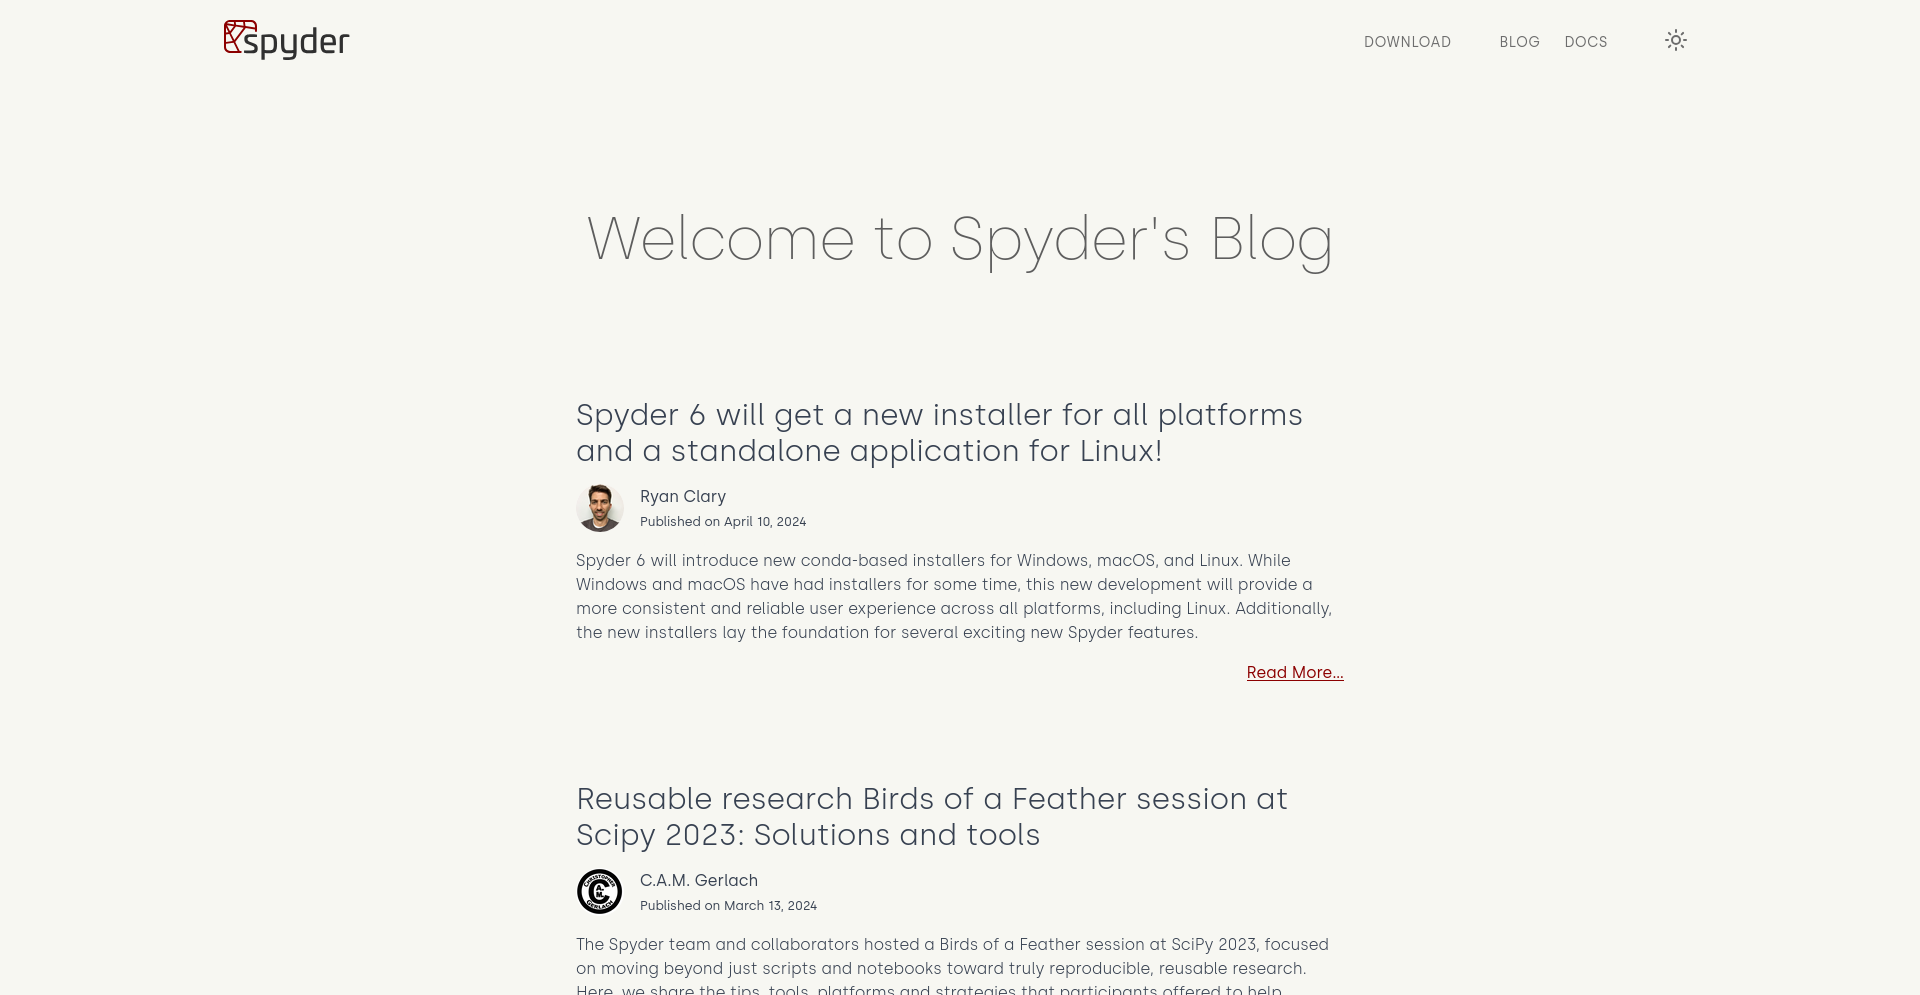 spyder
DOWNLOAD
BLOG
DOCS
Welcome to Spyder's Blog
Spyder 6 will get a new installer for all platforms
and a standalone application for Linux!
Ryan Clary
Published on April 10, 2024
Spyder 6 will introduce new conda-based installers for Windows, macOS, and Linux. While
Windows and macOS have had installers for some time, this new development will provide a
more consistent and reliable user experience across all platforms, including Linux. Additionally,
the new installers lay the foundation for several exciting new Spyder features.
Read More...
Reusable research Birds of a Feather session at
Scipy 2023: Solutions and tools
CHRISTOPHER
C.A.M.
GERLACH
C.A.M. Gerlach
Published on March 13, 2024
The Spyder team and collaborators hosted a Birds of a Feather session at SciPy 2023, focused
on moving beyond just scripts and notebooks toward truly reproducible, reusable research.
Here, we share the tips, tools, platforms and strategies that participants offered to help